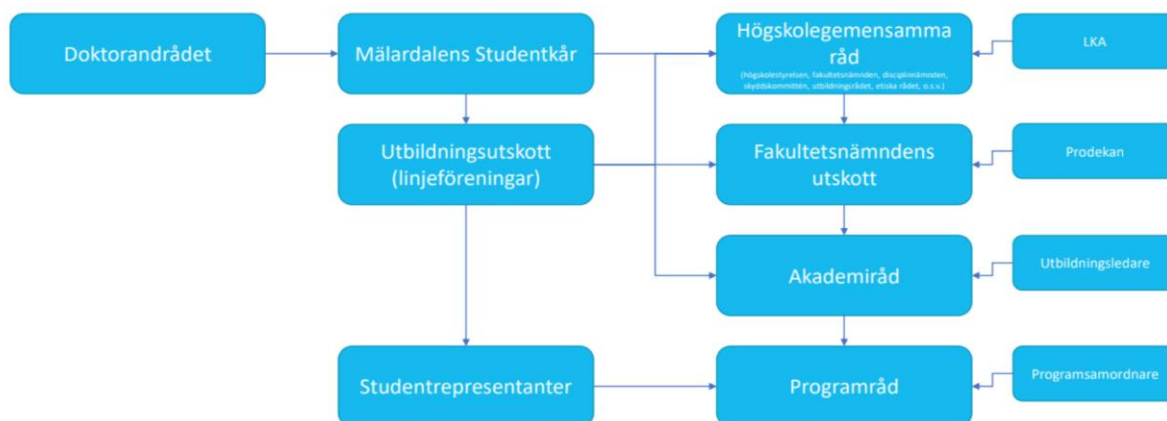 Doktorandrådet
Mälardalens Studentkår
Högskolegemensamma
råd
(högskolestyrelsen, fakultetsnämnden, disciplinnämnden,
skyddskommittén, utbildningsrådet, etiska rådet, o.s.v.)
LKA
Utbildningsutskott
(linjeföreningar)
Fakultetsnämndens
utskott
Prodekan
Akademiråd
Utbildningsledare
Studentrepresentanter
Programråd
Programsamordnare